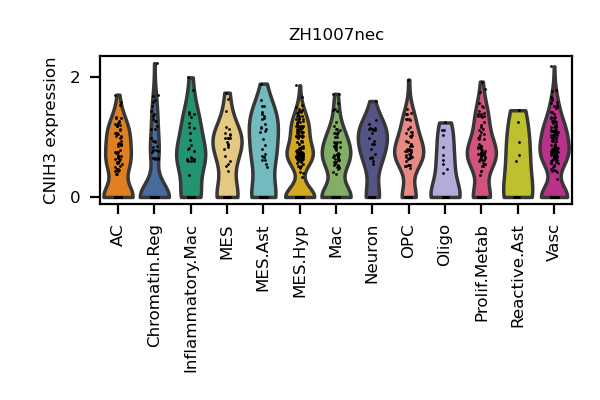 ZH1007nec
CNIH3 expression
2
0
AC
Chromatin.Reg
Inflammatory.Mac
MES
MES.Ast
MES.Hyp
Mac
Neuron
OPC
Oligo
Prolif.Metab
Reactive.Ast
Vasc